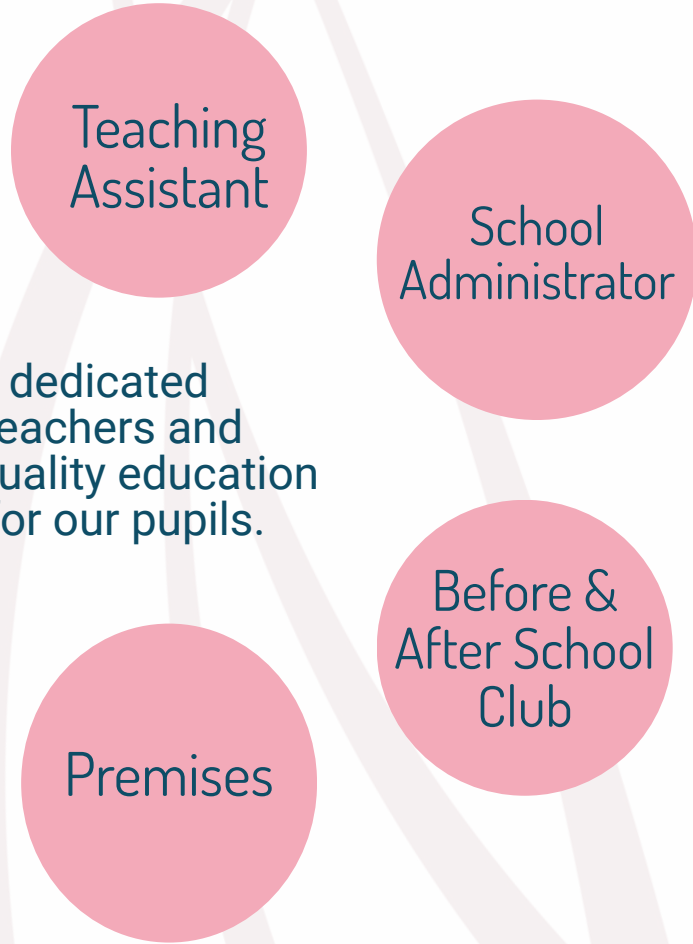 Teaching
Assistant
School
Administrator
dedicated
eachers and
uality education
or our pupils.
Before &
After School
Club
Premises